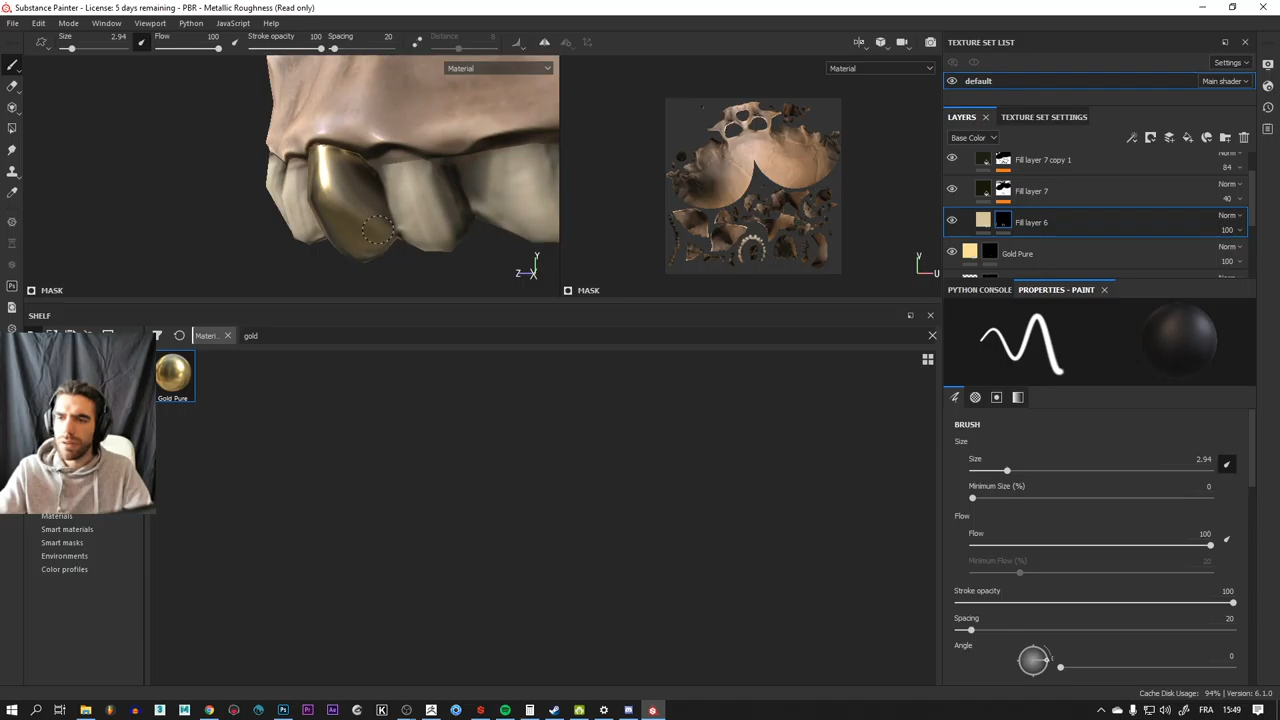 Substance Painter - License: 5 days remaining - PBR - Metallic Roughness (Read only)
File Edit Mode Window Viewport Python JavaScript Help
Size 2.94 Flow 100 Stroke opacity 100 Spacing 20 Distance 8
Material
Material
Y
Z X
V
U
MASK
MASK
SHELF
Materi... gold
Gold Pure
Materials
Smart materials
Smart masks
Environments
Color profiles
TEXTURE SET LIST
Settings
default Main shader
LAYERS TEXTURE SET SETTINGS
Base Color
Fill layer 7 copy 1 Norm 84
Fill layer 7 Norm 40
Fill layer 6 Norm 100
Gold Pure Norm 100
PYTHON CONSOLE PROPERTIES - PAINT
BRUSH
Size
Size 2.94
Minimum Size (%) 0
Flow
Flow 100
Minimum Flow (%) 20
Stroke opacity 100
Spacing 20
Angle 0
Cache Disk Usage: 94% | Version: 6.1.0
FRA 15:49